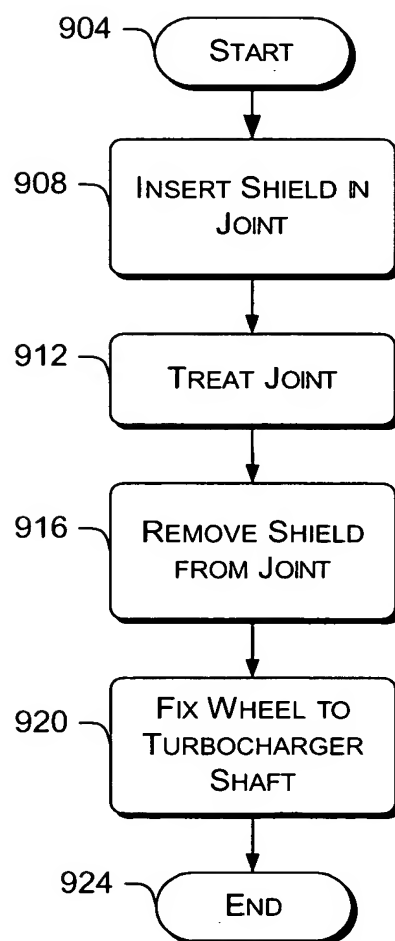 904
START
908
INSERT SHIELD IN
JOINT
912
TREAT JOINT
916
REMOVE SHIELD
FROM JOINT
920
FIX WHEEL TO
TURBOCHARGER
SHAFT
924
END